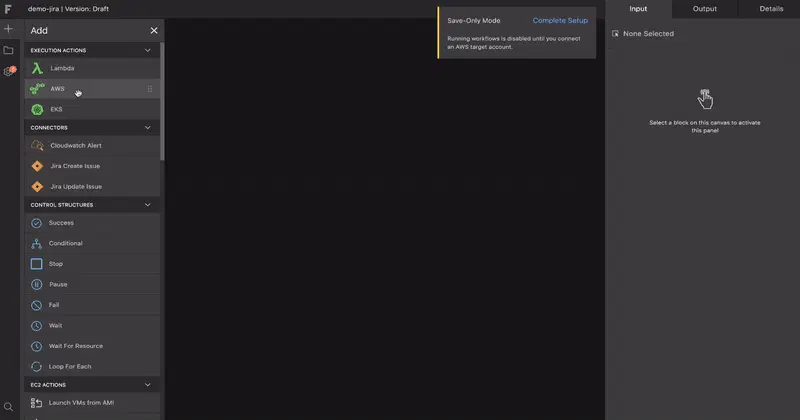 demo-jira | Version: Draft
Add
EXECUTION ACTIONS
Lambda
AWS
EKS
CONNECTORS
Cloudwatch Alert
Jira Create Issue
Jira Update Issue
CONTROL STRUCTURES
Success
Conditional
Stop
Pause
Fail
Wait
Wait For Resource
Loop For Each
EC2 ACTIONS
Launch VMs from AMI
Save-Only Mode
Complete Setup
Running workflows is disabled until you connect
an AWS target account.
Input
Output
Details
None Selected
Select a block on this canvas to activate
this panel